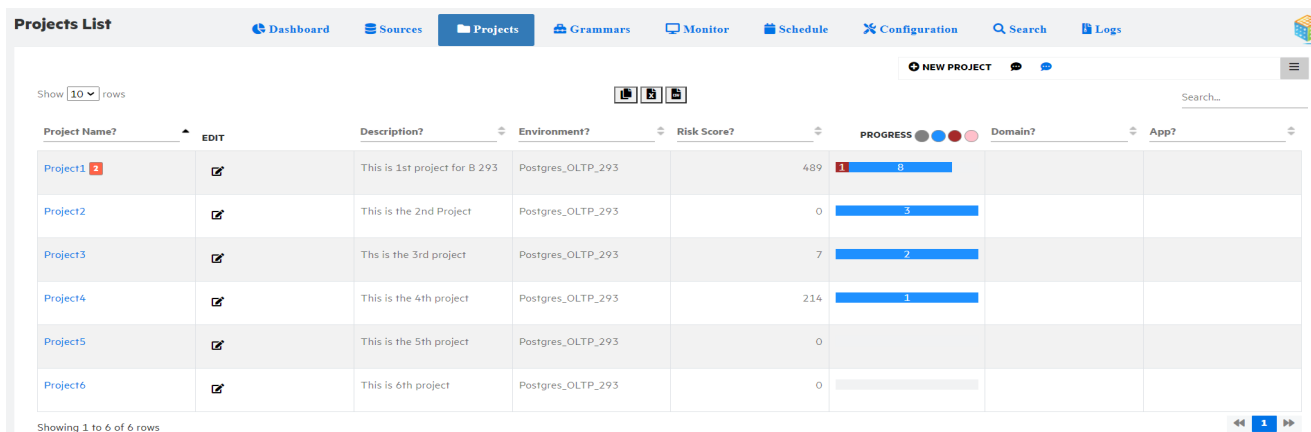 Projects List
Dashboard Sources Projects Grammars Monitor Schedule Configuration Search Logs
NEW PROJECT
Show 10 rows
Search...
Project Name? EDIT Description? Environment? Risk Score? PROGRESS Domain? App?
Project1 2 This is 1st project for B 293 Postgres_OLTP_293 489 1 8
Project2 This is the 2nd Project Postgres_OLTP_293 0 3
Project3 Ths is the 3rd project Postgres_OLTP_293 7 2
Project4 This is the 4th project Postgres_OLTP_293 214 1
Project5 This is the 5th project Postgres_OLTP_293 0
Project6 This is 6th project Postgres_OLTP_293 0
Showing 1 to 6 of 6 rows 1